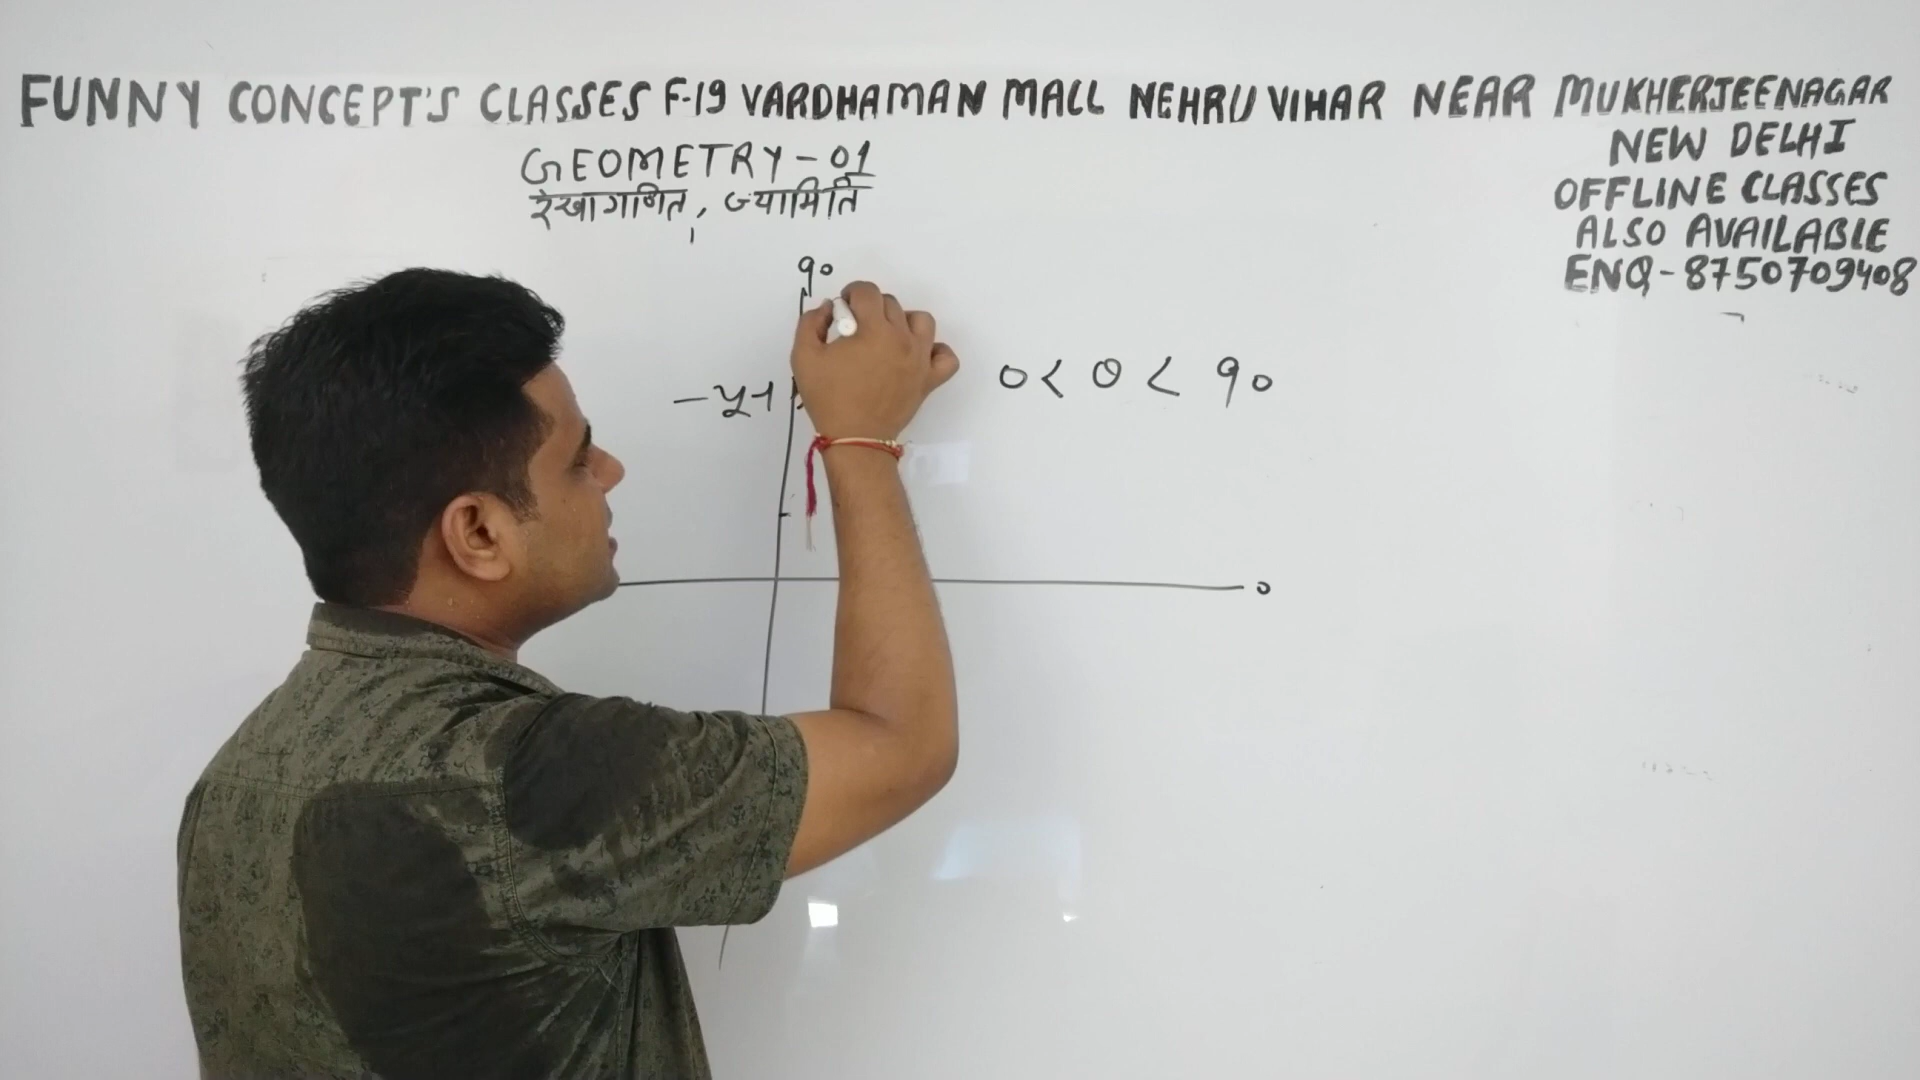 FUNNY CONCEPT'S CLASSES F-19 VARDHAMAN MALL NEHRU VIHAR NEAR MUKHERJEENAGAR
NEW DELHI
OFFLINE CLASSES
ALSO AVAILABLE
ENQ - 8750709408
GEOMETRY - 01
रेखागणित, ज्यामिति
90
0 < θ < 90
0